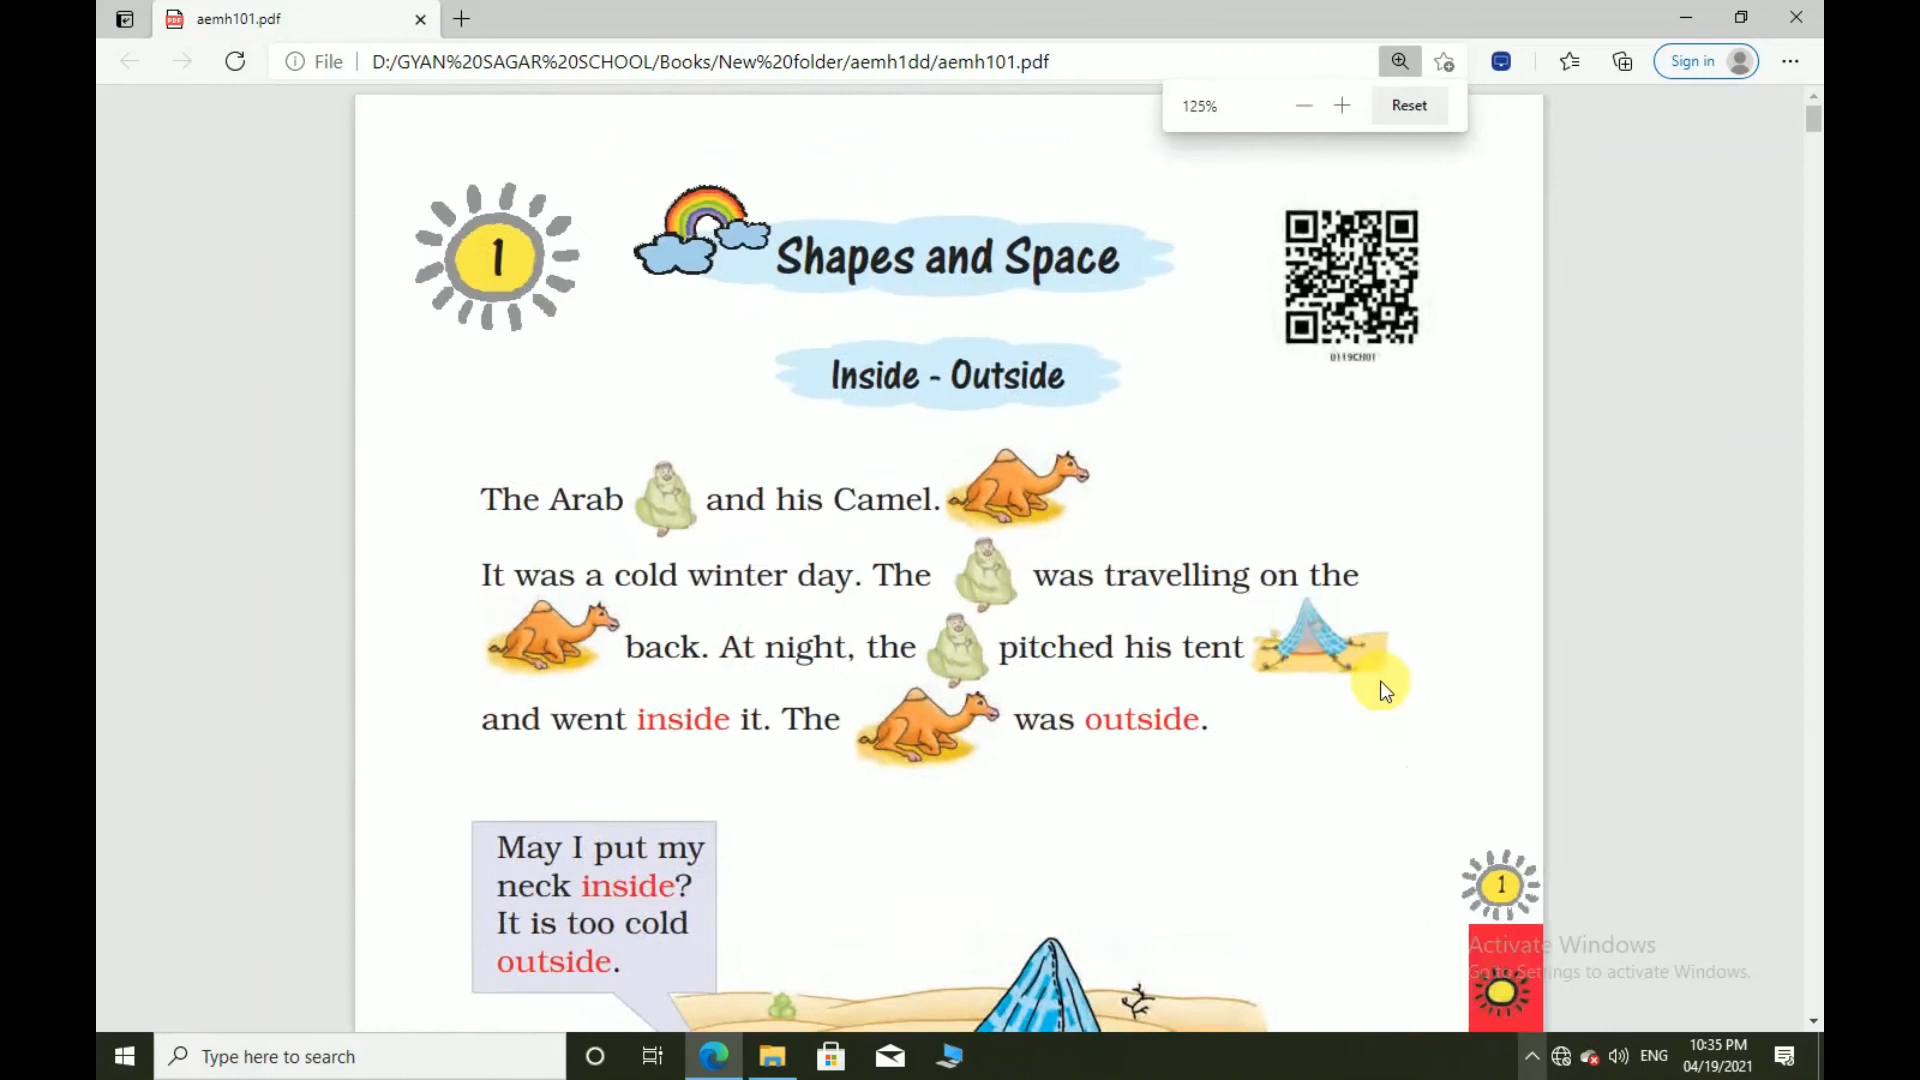 aemh101.pdf
File D:/GYAN%20SAGAR%20SCHOOL/Books/New%20folder/aemh1dd/aemh101.pdf
Sign in
125% Reset
1
Shapes and Space
0119CH01
Inside - Outside
The Arab and his Camel.
It was a cold winter day. The was travelling on the
back. At night, the pitched his tent
and went inside it. The was outside.
May I put my
neck inside?
It is too cold
outside.
1
Activate Windows
Go to Settings to activate Windows.
Type here to search
ENG
10:35 PM
04/19/2021